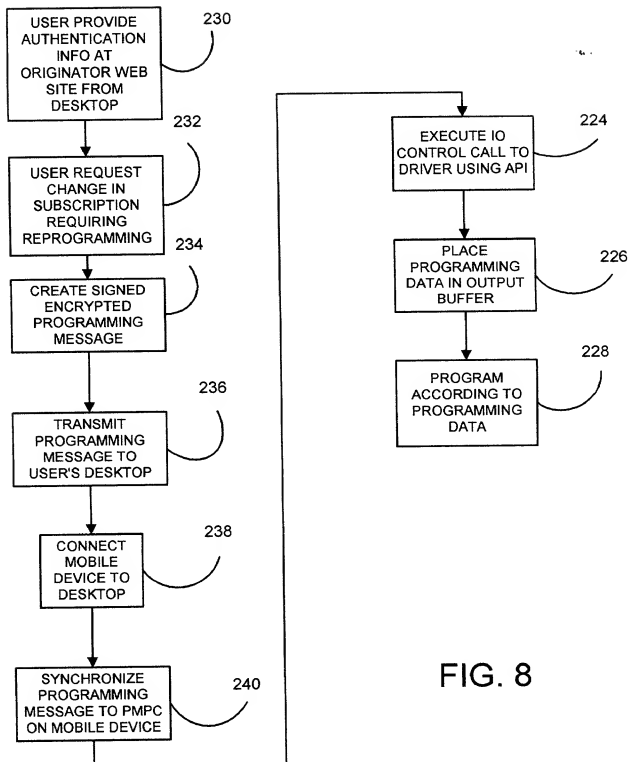 USER PROVIDE
AUTHENTICATION
INFO AT
ORIGINATOR WEB
SITE FROM
DESKTOP
230
USER REQUEST
CHANGE IN
SUBSCRIPTION
REQUIRING
REPROGRAMMING
232
CREATE SIGNED
ENCRYPTED
PROGRAMMING
MESSAGE
234
TRANSMIT
PROGRAMMING
MESSAGE TO
USER'S DESKTOP
236
CONNECT
MOBILE
DEVICE TO
DESKTOP
238
SYNCHRONIZE
PROGRAMMING
MESSAGE TO PMPC
ON MOBILE DEVICE
240
EXECUTE IO
CONTROL CALL TO
DRIVER USING API
224
PLACE
PROGRAMMING
DATA IN OUTPUT
BUFFER
226
PROGRAM
ACCORDING TO
PROGRAMMING
DATA
228
FIG. 8